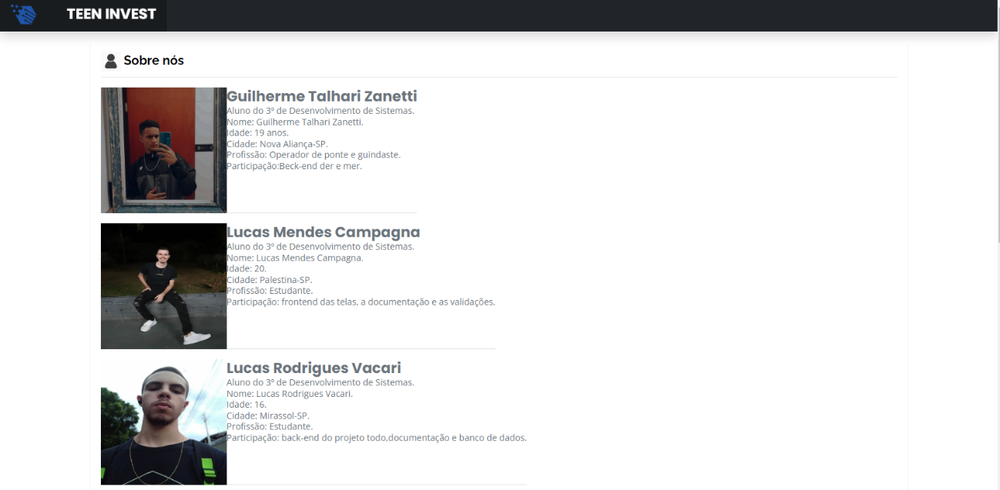 TEEN INVEST
Sobre nós
Guilherme Talhari Zanetti
Aluno do 3º de Desenvolvimento de Sistemas.
Nome: Guilherme Talhari Zanetti.
Idade: 19 anos.
Cidade: Nova Aliança-SP.
Profissão: Operador de ponte e guindaste.
Participação:Beck-end der e mer.
Lucas Mendes Campagna
Aluno do 3º de Desenvolvimento de Sistemas.
Nome: Lucas Mendes Campagna.
Idade: 20.
Cidade: Palestina-SP.
Profissão: Estudante.
Participação: frontend das telas, a documentação e as validações.
Lucas Rodrigues Vacari
Aluno do 3º de Desenvolvimento de Sistemas.
Nome: Lucas Rodrigues Vacari.
Idade: 16.
Cidade: Mirassol-SP.
Profissão: Estudante.
Participação: back-end do projeto todo,documentação e banco de dados.